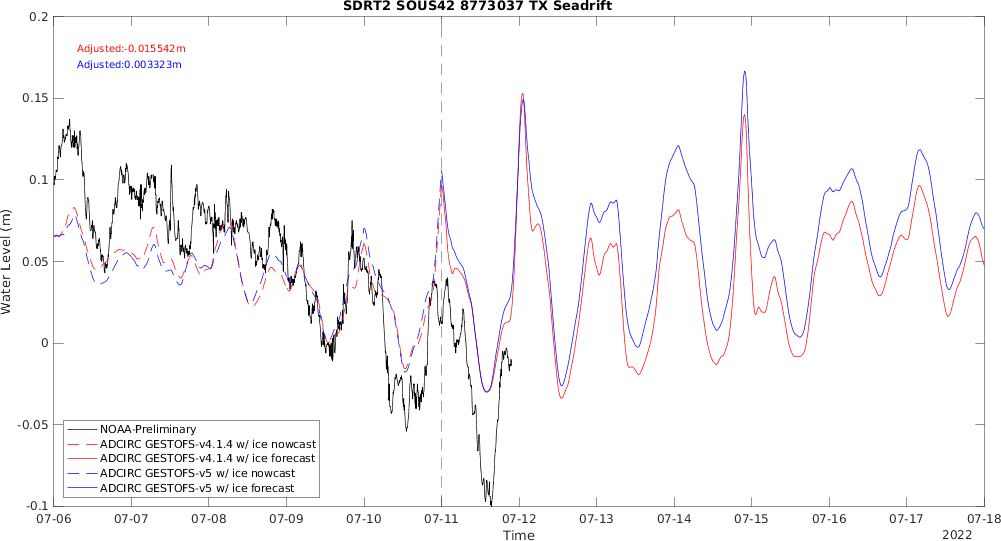 SDRT2 SOUS42 8773037 TX Seadrift
0.2
Adjusted:-0.015542m
Adjusted:0.003323m
0.15
0.1
0.05
0
-0.05
-0.1
Water Level (m)
NOAA-Preliminary
ADCIRC GESTOFS-v4.1.4 w/ ice nowcast
ADCIRC GESTOFS-v4.1.4 w/ ice forecast
ADCIRC GESTOFS-v5 w/ ice nowcast
ADCIRC GESTOFS-v5 w/ ice forecast
07-06 07-07 07-08 07-09 07-10 07-11 07-12 07-13 07-14 07-15 07-16 07-17 07-18
Time
2022